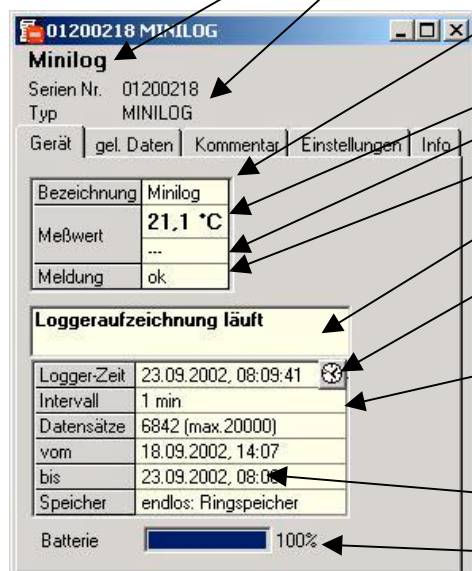 01200218 MINILOG
Minilog
Serien Nr. 01200218
Typ MINILOG
Gerät gel. Daten Kommentar Einstellungen Info
Bezeichnung Minilog
Meßwert 21,1 °C
---
Meldung ok
Loggeraufzeichnung läuft
Logger-Zeit 23.09.2002, 08:09:41
Intervall 1 min
Datensätze 6842 (max.20000)
vom 18.09.2002, 14:07
bis 23.09.2002,
Speicher endlos: Ringspeicher
Batterie 100%